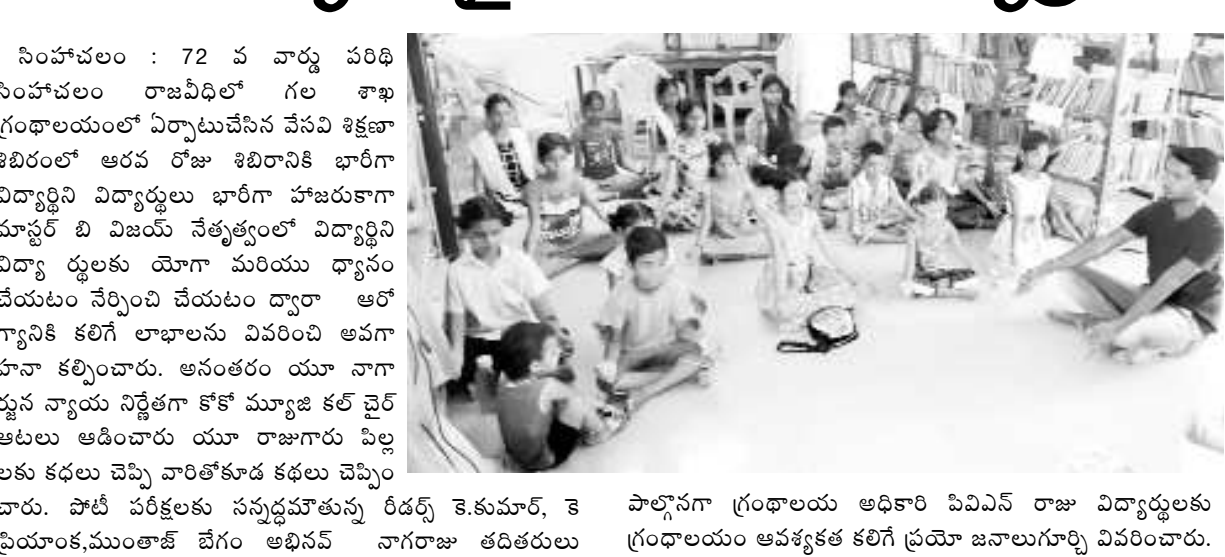 సింహాచలం : 72 వ వార్డు పరిధి
సింహాచలం రాజవీధిలో గల శాఖ
గ్రంథాలయంలో ఏర్పాటుచేసిన వేసవి శిక్షణా
శిబిరంలో ఆరవ రోజు శిబిరానికి భారీగా
విద్యార్థిని విద్యార్థులు భారీగా హాజరుకాగా
మాస్టర్ బి విజయ్ నేతృత్వంలో విద్యార్థిని
విద్యా ర్థులకు యోగా మరియు ధ్యానం
చేయటం నేర్పించి చేయటం ద్వారా ఆరో
గ్యానికి కలిగే లాభాలను వివరించి అవగా
హనా కల్పించారు. అనంతరం యూ నాగా
ర్జున న్యాయ నిర్ణేతగా కోకో మ్యూజి కల్ చైర్
ఆటలు ఆడించారు యూ రాజుగారు పిల్ల
లకు కధలు చెప్పి వారితోకూడ కథలు చెప్పిం
చారు. పోటీ పరీక్షలకు సన్నద్ధమౌతున్న రీడర్స్ కె.కుమార్, కె
ప్రియాంక,ముంతాజ్ బేగం అభినవ్ నాగరాజు తదితరులు
పాల్గొనగా గ్రంథాలయ అధికారి పివిఎన్ రాజు విద్యార్థులకు
గ్రంధాలయం ఆవశ్యకత కలిగే ప్రయో జనాలుగూర్చి వివరించారు.